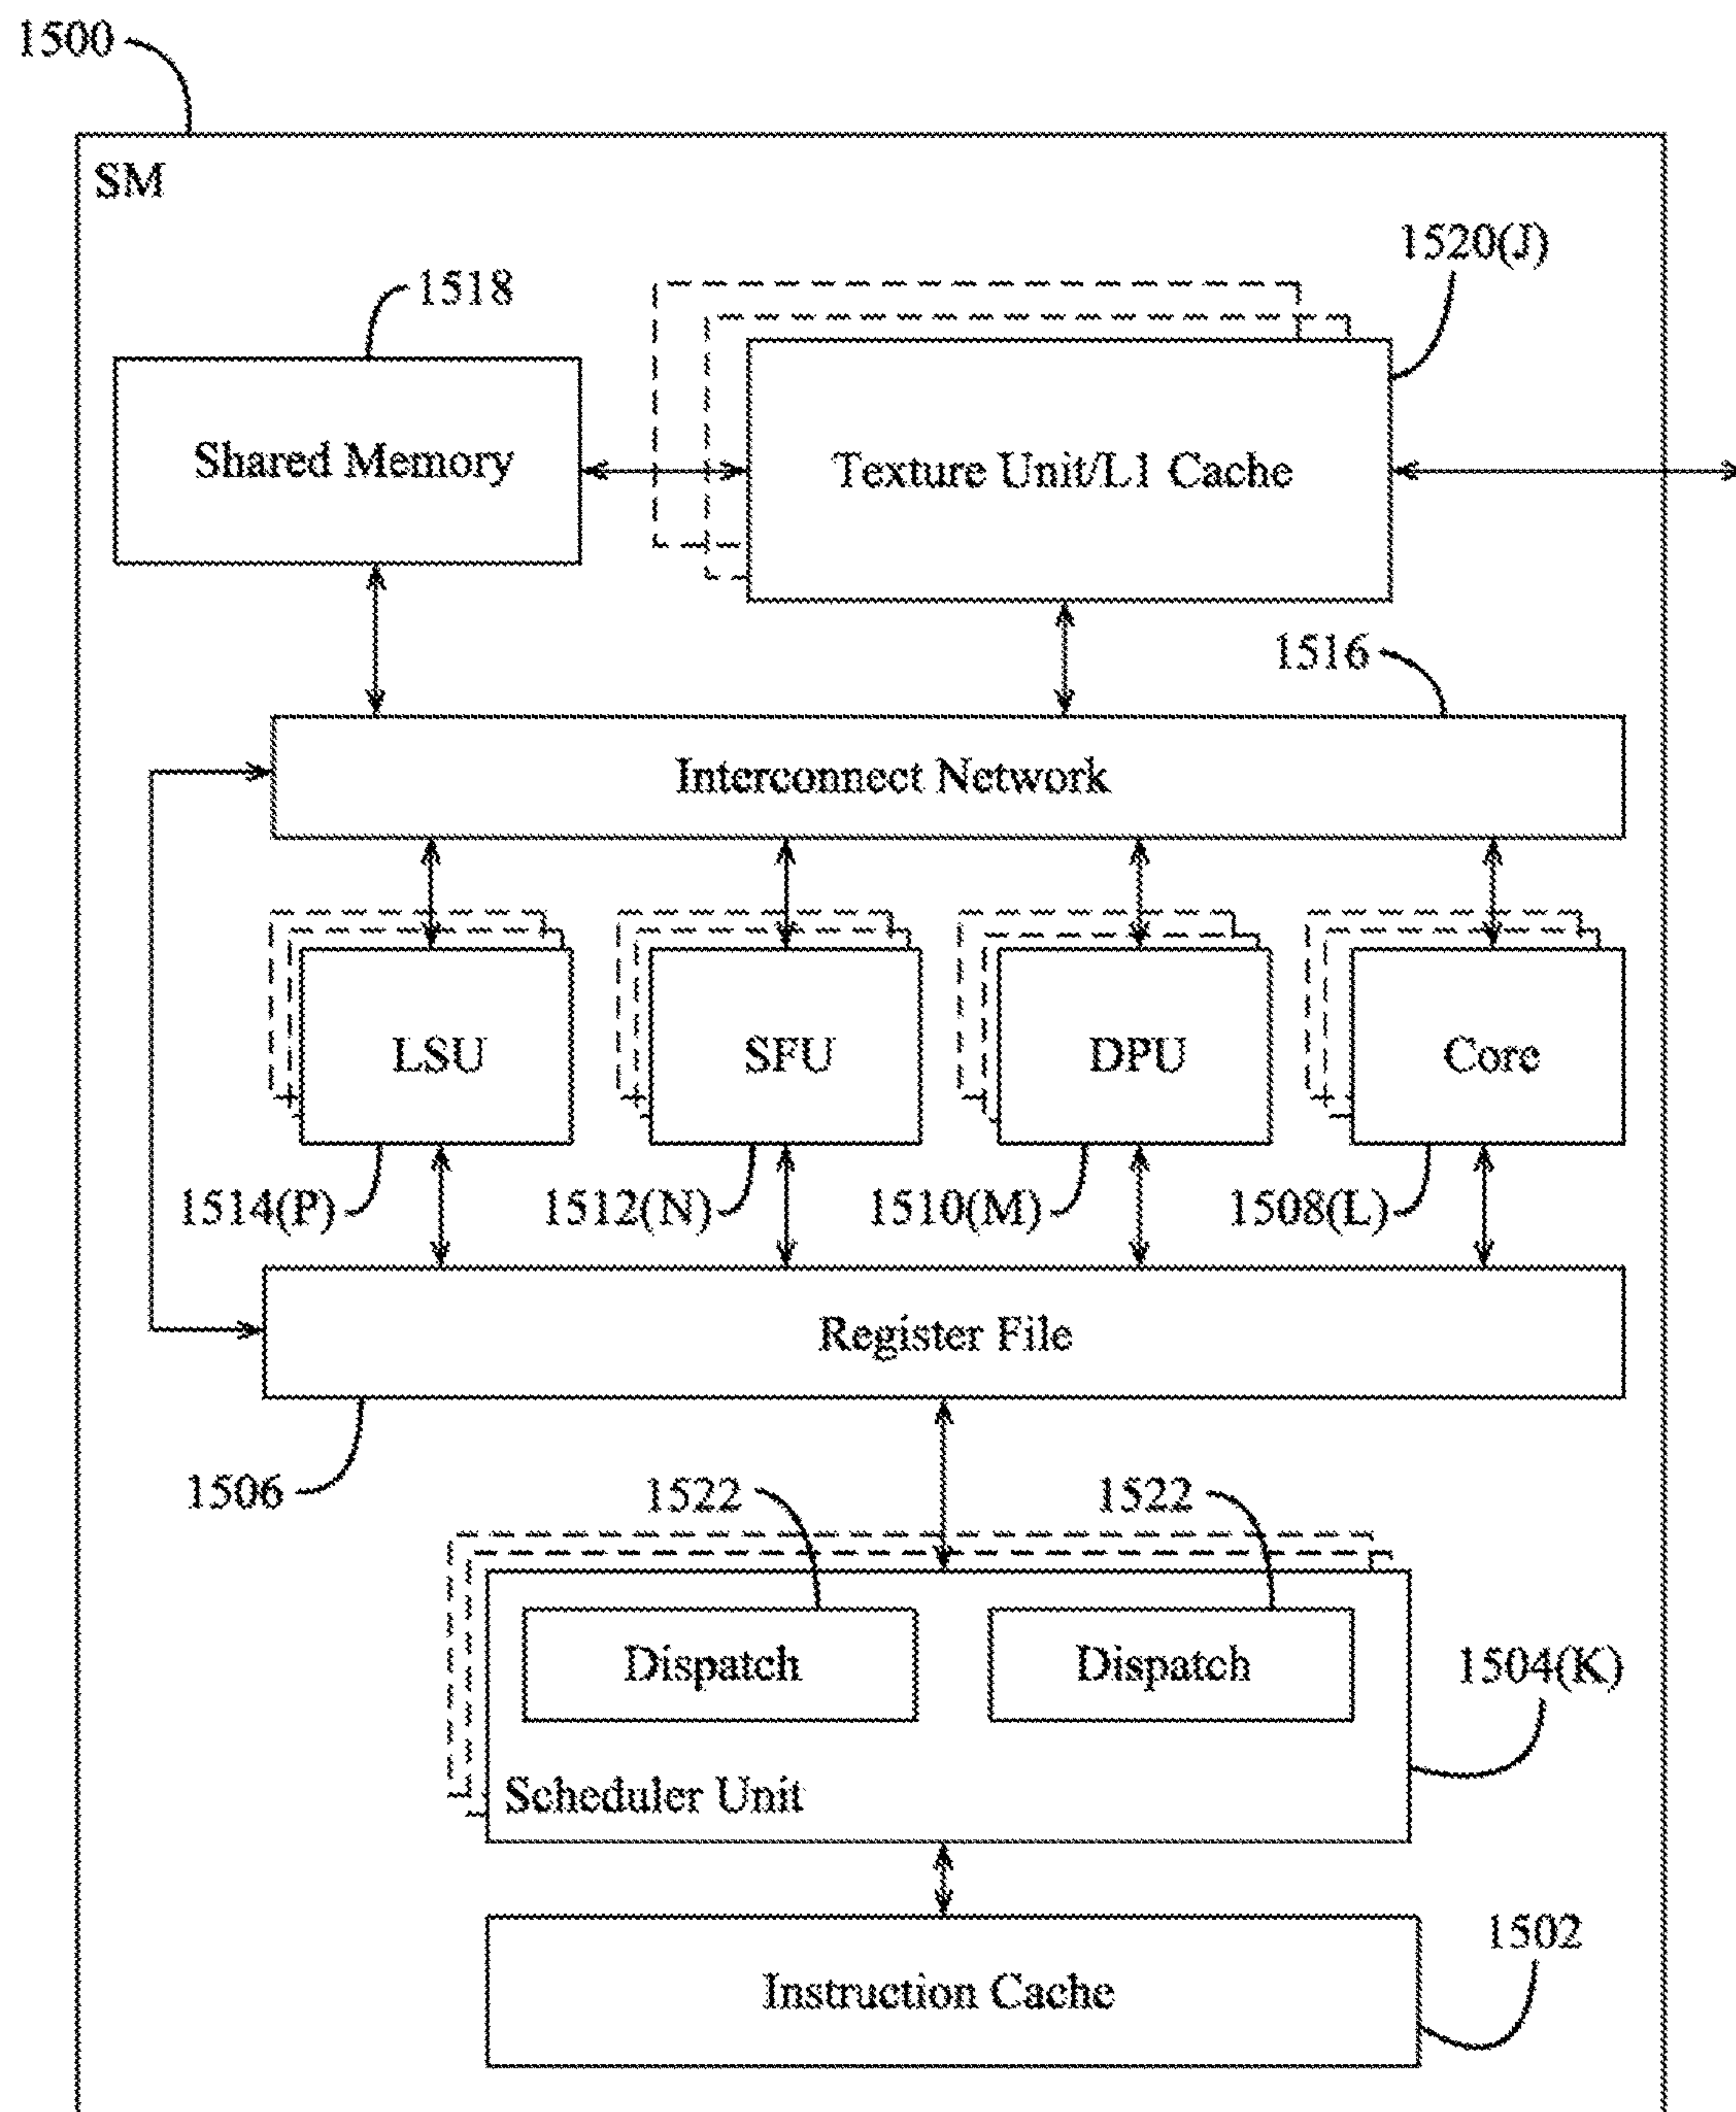 1500
SM
1520(J)
1518
Shared Memory
Texture Unit/L1 Cache
1516
Interconnect Network
LSU
SFU
DPU
Core
1514(P)
1512(N)
1510(M)
1508(L)
Register File
1506
1522
1522
Dispatch
Dispatch
1504(K)
Scheduler Unit
1502
Instruction Cache